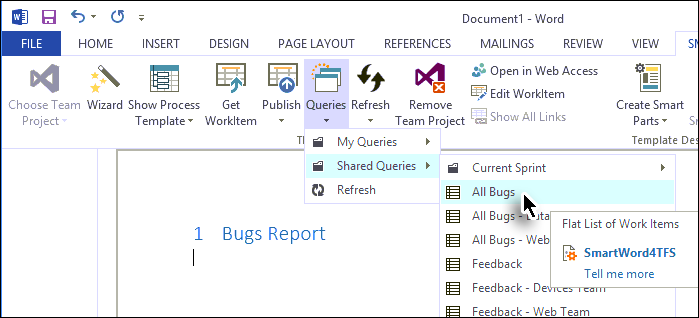 Document1 - Word
FILE HOME INSERT DESIGN PAGE LAYOUT REFERENCES MAILINGS REVIEW VIEW SM
Choose Team Project
Wizard
Show Process Template
Get WorkItem
Publish
Queries
Refresh
Remove Team Project
Open in Web Access
Edit WorkItem
Show All Links
Create Smart Parts
Template Des
My Queries
Shared Queries
Refresh
Current Sprint
All Bugs
All Bugs - Data
All Bugs - Web
Feedback
Feedback - Devices Team
Feedback - Web Team
Flat List of Work Items
SmartWord4TFS
Tell me more
1 Bugs Report